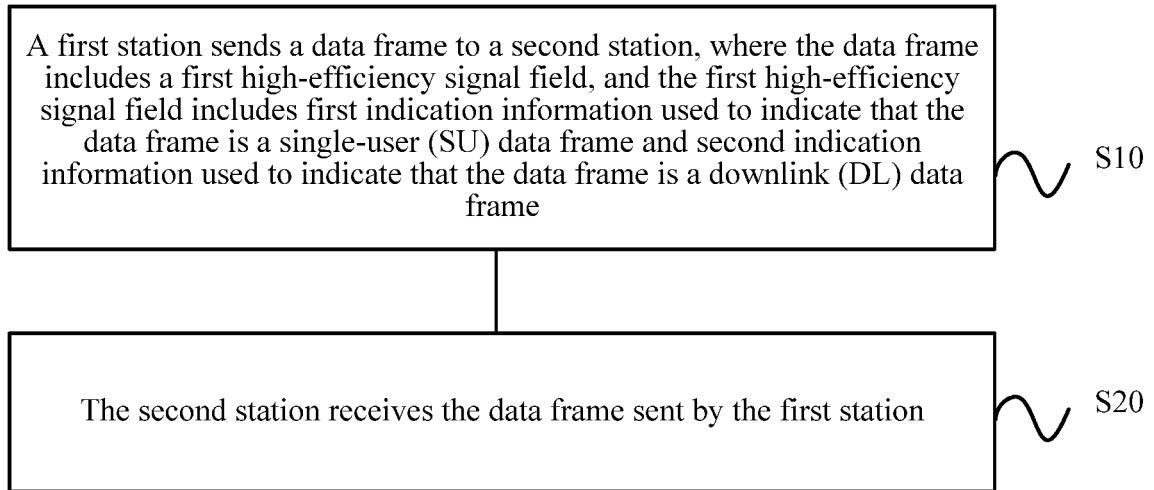 A first station sends a data frame to a second station, where the data frame
includes a first high-efficiency signal field, and the first high-efficiency
signal field includes first indication information used to indicate that the
data frame is a single-user (SU) data frame and second indication
information used to indicate that the data frame is a downlink (DL) data
frame
S10
The second station receives the data frame sent by the first station
S20